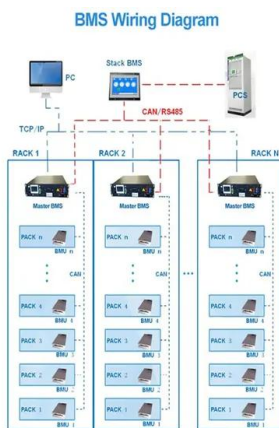 BMS Wiring Diagram
PC
Stack BMS
PCS
CAN/RS485
TCP/IP
RACK 1
RACK 2
RACK N
Master BMS
Master BMS
Master BMS
PACK n
BMU n
PACK n
BMU n
PACK n
BMU n
CAN
CAN
CAN
PACK 4
BMU 4
PACK 4
BMU 4
PACK 4
BMU 4
PACK 3
BMU 3
PACK 3
BMU 3
PACK 3
BMU 3
PACK 2
BMU 2
PACK 2
BMU 2
PACK 2
BMU 2
PACK 1
BMU 1
PACK 1
BMU 1
PACK 1
BMU 1